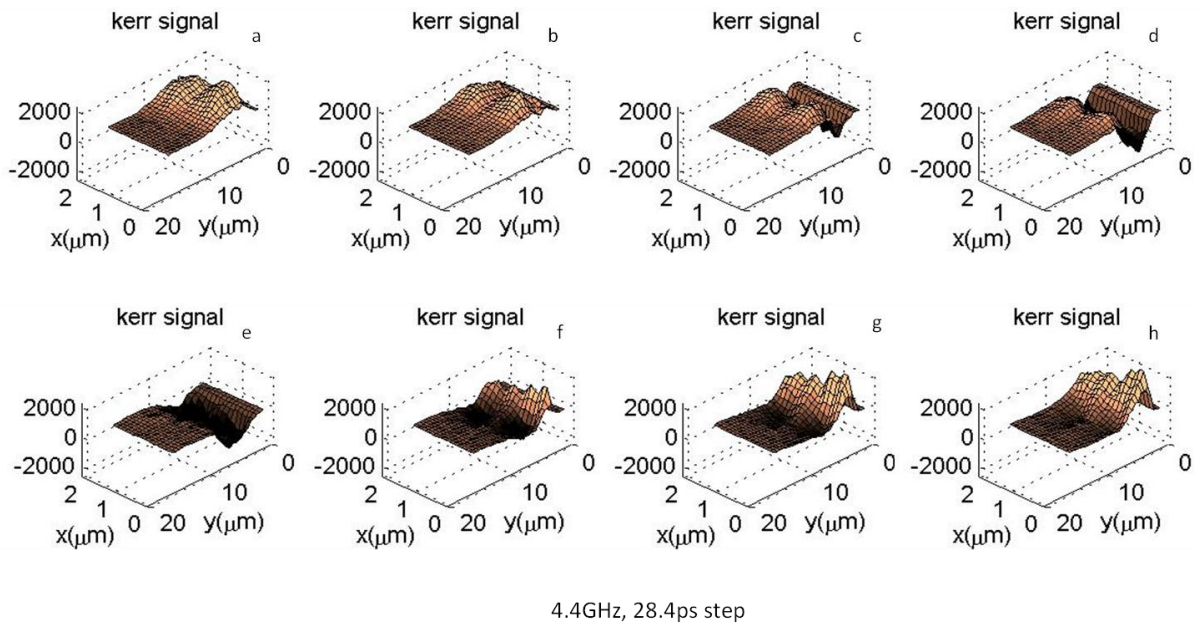 kerr signal a
kerr signal b
kerr signal c
kerr signal d
2000
0
-2000
2
1
0
x(μm)
20
10
0
y(μm)
2000
0
-2000
2
1
0
x(μm)
20
10
0
y(μm)
2000
0
-2000
2
1
0
x(μm)
20
10
0
y(μm)
2000
0
-2000
2
1
0
x(μm)
20
10
0
y(μm)
kerr signal e
kerr signal f
kerr signal g
kerr signal h
2000
0
-2000
2
1
0
x(μm)
20
10
0
y(μm)
2000
0
-2000
2
1
0
x(μm)
20
10
0
y(μm)
2000
0
-2000
2
1
0
x(μm)
20
10
0
y(μm)
2000
0
-2000
2
1
0
x(μm)
20
10
0
y(μm)
4.4GHz, 28.4ps step